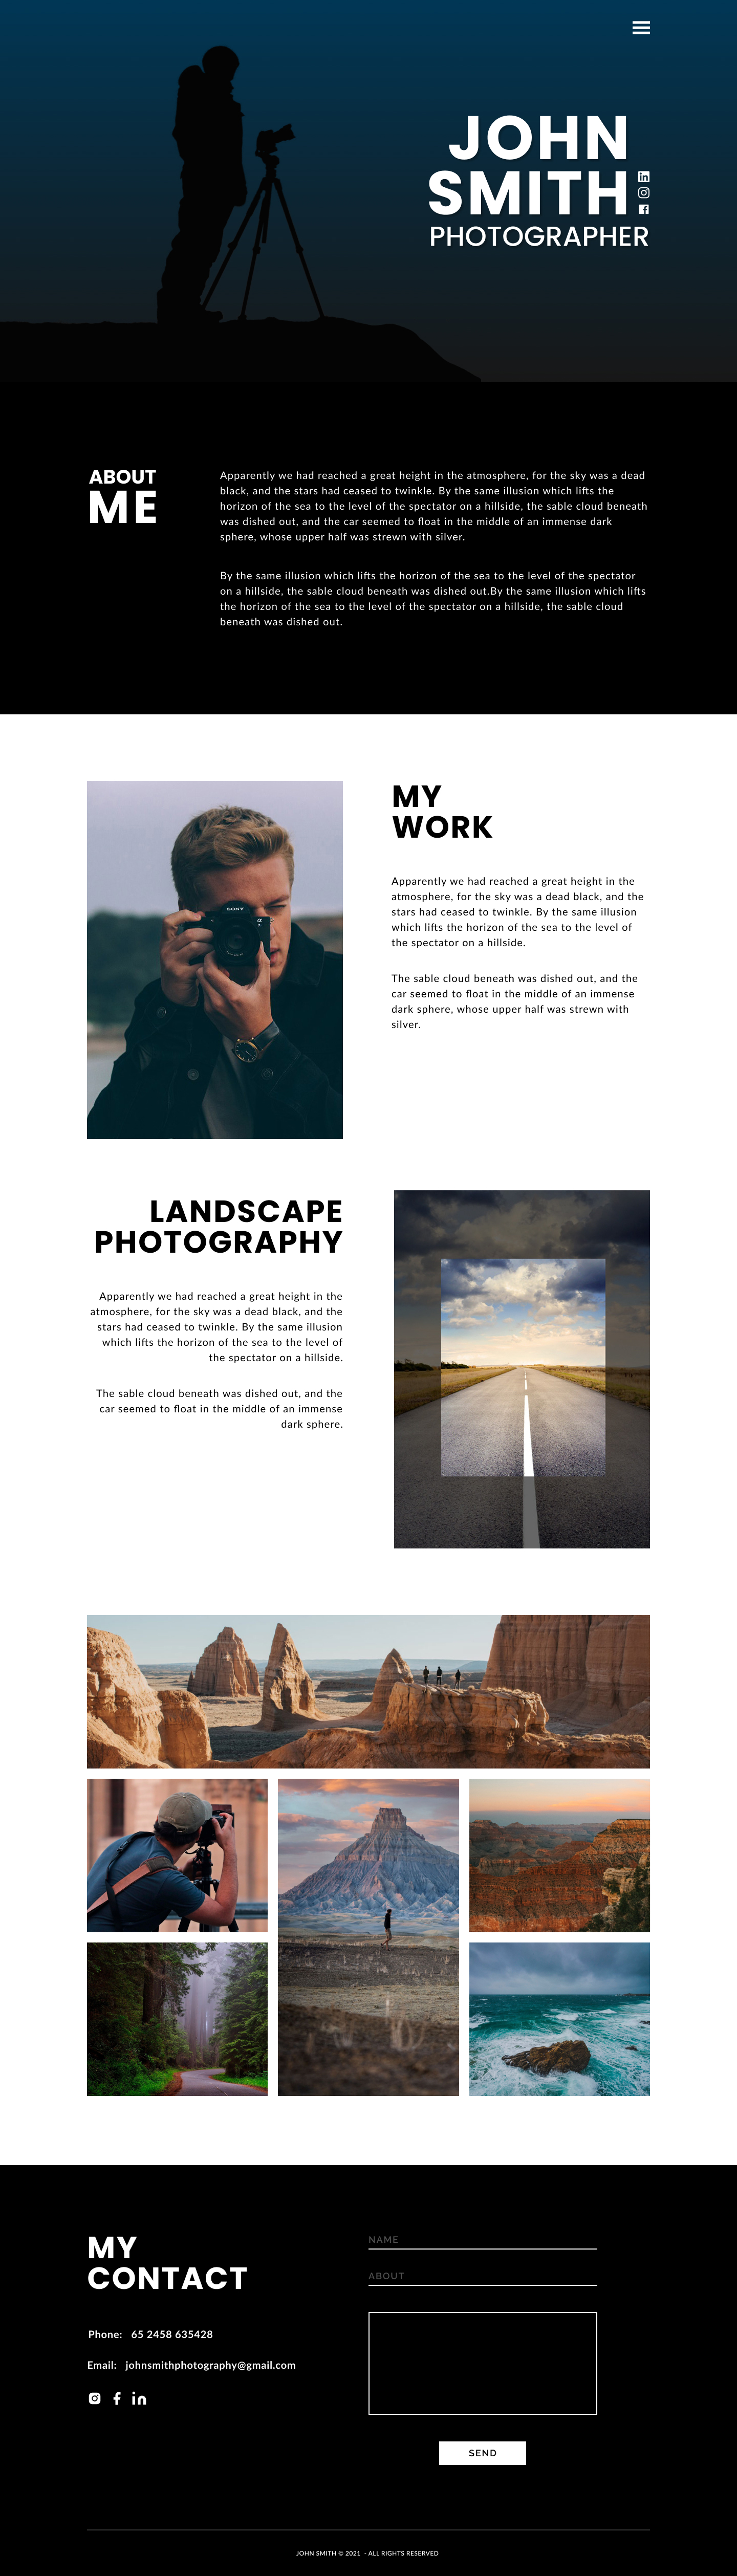 JOHN
SMITH
PHOTOGRAPHER
ABOUT
ME
Apparently we had reached a great height in the atmosphere, for the sky was a dead
black, and the stars had ceased to twinkle. By the same illusion which lifts the
horizon of the sea to the level of the spectator on a hillside, the sable cloud beneath
was dished out, and the car seemed to float in the middle of an immense dark
sphere, whose upper half was strewn with silver.
By the same illusion which lifts the horizon of the sea to the level of the spectator
on a hillside, the sable cloud beneath was dished out.By the same illusion which lifts
the horizon of the sea to the level of the spectator on a hillside, the sable cloud
beneath was dished out.
SONY
α
MY
WORK
Apparently we had reached a great height in the
atmosphere, for the sky was a dead black, and the
stars had ceased to twinkle. By the same illusion
which lifts the horizon of the sea to the level of
the spectator on a hillside.
The sable cloud beneath was dished out, and the
car seemed to float in the middle of an immense
dark sphere, whose upper half was strewn with
silver.
LANDSCAPE
PHOTOGRAPHY
Apparently we had reached a great height in the
atmosphere, for the sky was a dead black, and the
stars had ceased to twinkle. By the same illusion
which lifts the horizon of the sea to the level of
the spectator on a hillside.
The sable cloud beneath was dished out, and the
car seemed to float in the middle of an immense
dark sphere.
MY
CONTACT
Phone: 65 2458 635428
Email: johnsmithphotography@gmail.com
NAME
ABOUT
SEND
JOHN SMITH © 2021 - ALL RIGHTS RESERVED